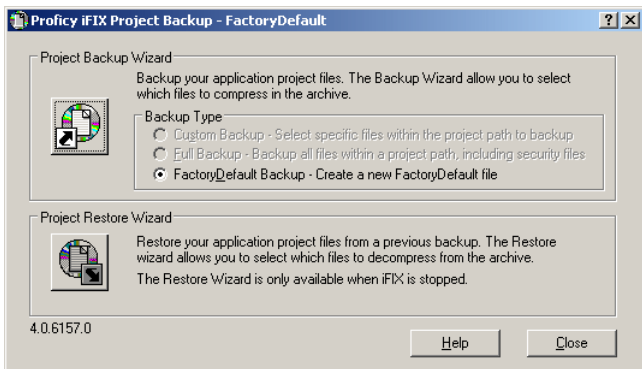 Proficy iFIX Project Backup - FactoryDefault
Project Backup Wizard
Backup your application project files. The Backup Wizard allow you to select
which files to compress in the archive.
Backup Type
Custom Backup - Select specific files within the project path to backup
Full Backup - Backup all files within a project path, including security files
FactoryDefault Backup - Create a new FactoryDefault file
Project Restore Wizard
Restore your application project files from a previous backup. The Restore
wizard allows you to select which files to decompress from the archive.
The Restore Wizard is only available when iFIX is stopped.
4.0.6157.0
Help
Close